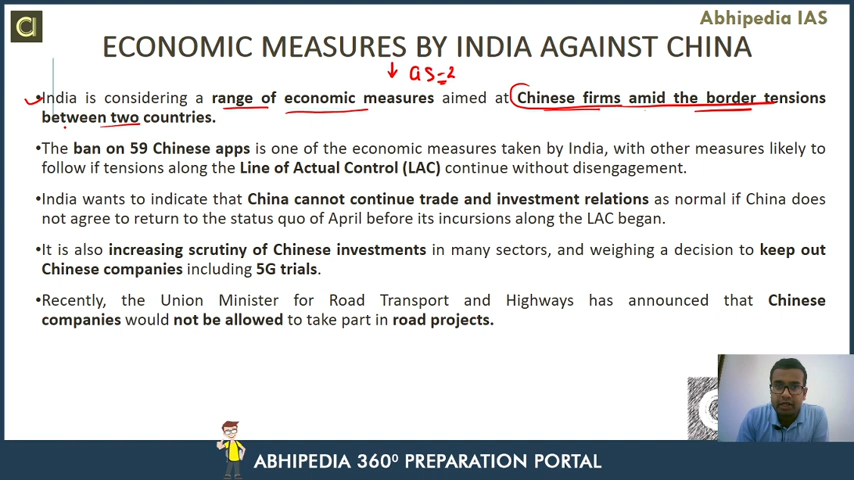 Abhipedia IAS
ECONOMIC MEASURES BY INDIA AGAINST CHINA
↓ GS-2
•India is considering a range of economic measures aimed at Chinese firms amid the border tensions
between two countries.
•The ban on 59 Chinese apps is one of the economic measures taken by India, with other measures likely to
follow if tensions along the Line of Actual Control (LAC) continue without disengagement.
•India wants to indicate that China cannot continue trade and investment relations as normal if China does
not agree to return to the status quo of April before its incursions along the LAC began.
•It is also increasing scrutiny of Chinese investments in many sectors, and weighing a decision to keep out
Chinese companies including 5G trials.
•Recently, the Union Minister for Road Transport and Highways has announced that Chinese
companies would not be allowed to take part in road projects.
ABHIPEDIA 360⁰ PREPARATION PORTAL